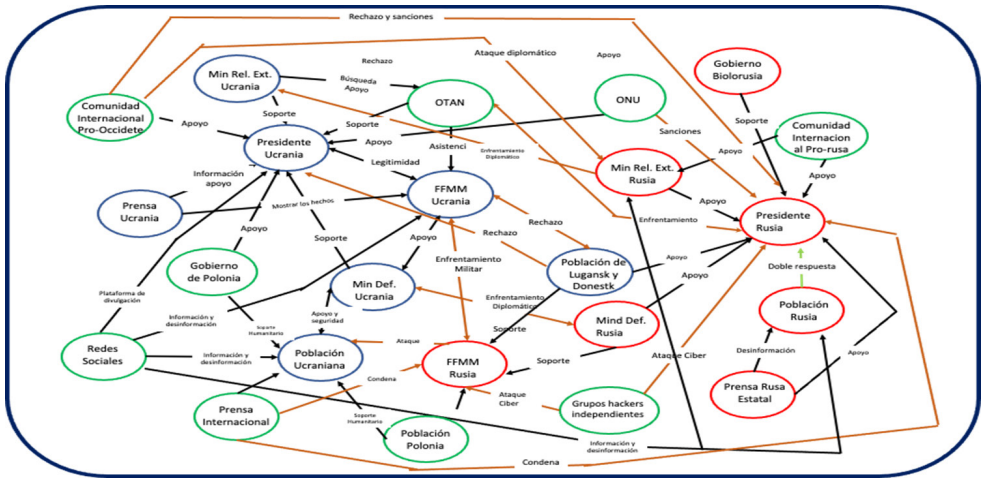 Rechazo y sanciones
Ataque diplomático
Apoyo
Rechazo
Gobierno
Biolorusia
Min Rel. Ext.
Ucrania
Búsqueda
Apoyo
OTAN
ONU
Comunidad
Internacional
Pro-Occidete
Apoyo
Soporte
Soporte
Apoyo
Asistenci
Sanciones
Soporte
Comunidad
Internacion
al Pro-rusa
Presidente
Ucrania
Legitimidad
Enfrentamiento
Diplomático
Min Rel. Ext.
Rusia
Apoyo
Apoyo
Información
apoyo
FFMM
Ucrania
Apoyo
Prensa
Ucrania
Mostrar los hechos
Rechazo
Rechazo
Enfrentamiento
Presidente
Rusia
Apoyo
Soporte
Apoyo
Gobierno
de Polonia
Enfrentamiento
Militar
Población de
Lugansk y
Donestk
Apoyo
Apoyo
Doble respuesta
Min Def.
Ucrania
Plataforma de
divulgación
Enfrentamiento
Diplomático
Mind Def.
Rusia
Población
Rusia
Información y
desinformación
Soporte
Humanitario
Apoyo y
seguridad
Soporte
Redes
Sociales
Información y
desinformación
Población
Ucraniana
Ataque
FFMM
Rusia
Soporte
Ataque Ciber
Desinformación
Apoyo
Condena
Prensa Rusa
Estatal
Prensa
Internacional
Soporte
Humanitario
Ataque
Ciber
Grupos hackers
independientes
Población
Polonia
Información y
desinformación
Condena